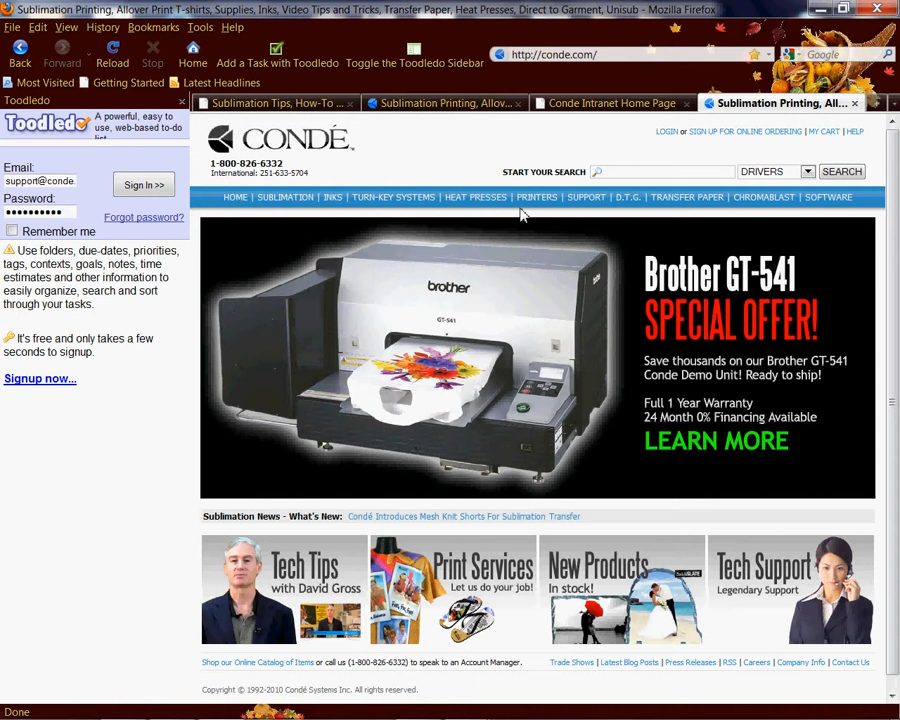 Sublimation Printing, Allover Print T-shirts, Supplies, Inks, Video Tips and Tricks, Transfer Paper, Heat Presses, Direct to Garment, Unisub - Mozilla Firefox
File Edit View History Bookmarks Tools Help
Back Forward Reload Stop Home Add a Task with Toodledo Toggle the Toodledo Sidebar http://conde.com/ Google
Most Visited Getting Started Latest Headlines
Toodledo
Sublimation Tips, How-To ... Sublimation Printing, Allov... Conde Intranet Home Page Sublimation Printing, All...
Toodledo
A powerful, easy to use, web-based to-do list
Email:
support@conde.
Sign In >>
Password:
Forgot password?
Remember me
Use folders, due-dates, priorities,
tags, contexts, goals, notes, time
estimates and other information to
easily organize, search and sort
through your tasks.
It's free and only takes a few
seconds to signup.
Signup now...
CONDÉ™
1-800-826-6332
International: 251-633-5704
LOGIN or SIGN UP FOR ONLINE ORDERING | MY CART | HELP
START YOUR SEARCH DRIVERS SEARCH
HOME | SUBLIMATION | INKS | TURN-KEY SYSTEMS | HEAT PRESSES | PRINTERS | SUPPORT | D.T.G. | TRANSFER PAPER | CHROMABLAST | SOFTWARE
brother
GT-541
Brother GT-541
SPECIAL OFFER!
Save thousands on our Brother GT-541
Conde Demo Unit! Ready to ship!
Full 1 Year Warranty
24 Month 0% Financing Available
LEARN MORE
Sublimation News - What's New: Condé Introduces Mesh Knit Shorts For Sublimation Transfer
Tech Tips
with David Gross
Print Services
Let us do your job!
New Products
In stock!
Tech Support
Legendary Support
Shop our Online Catalog of Items or call us (1-800-826-6332) to speak to an Account Manager.
Trade Shows | Latest Blog Posts | Press Releases | RSS | Careers | Company Info | Contact Us
Copyright © 1992-2010 Condé Systems Inc. All rights reserved.
Done